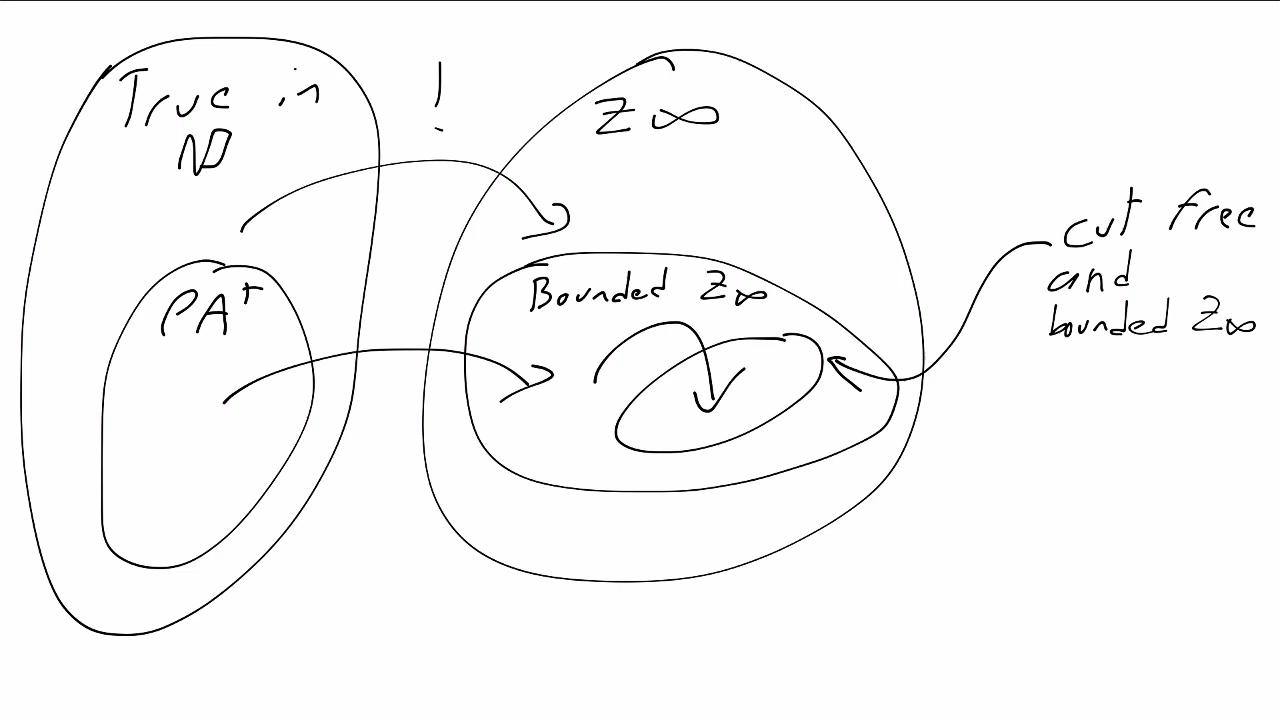 True in
ℕ
!
Z∞
PA⁺
Bounded Z∞
cut free
and
bounded Z∞